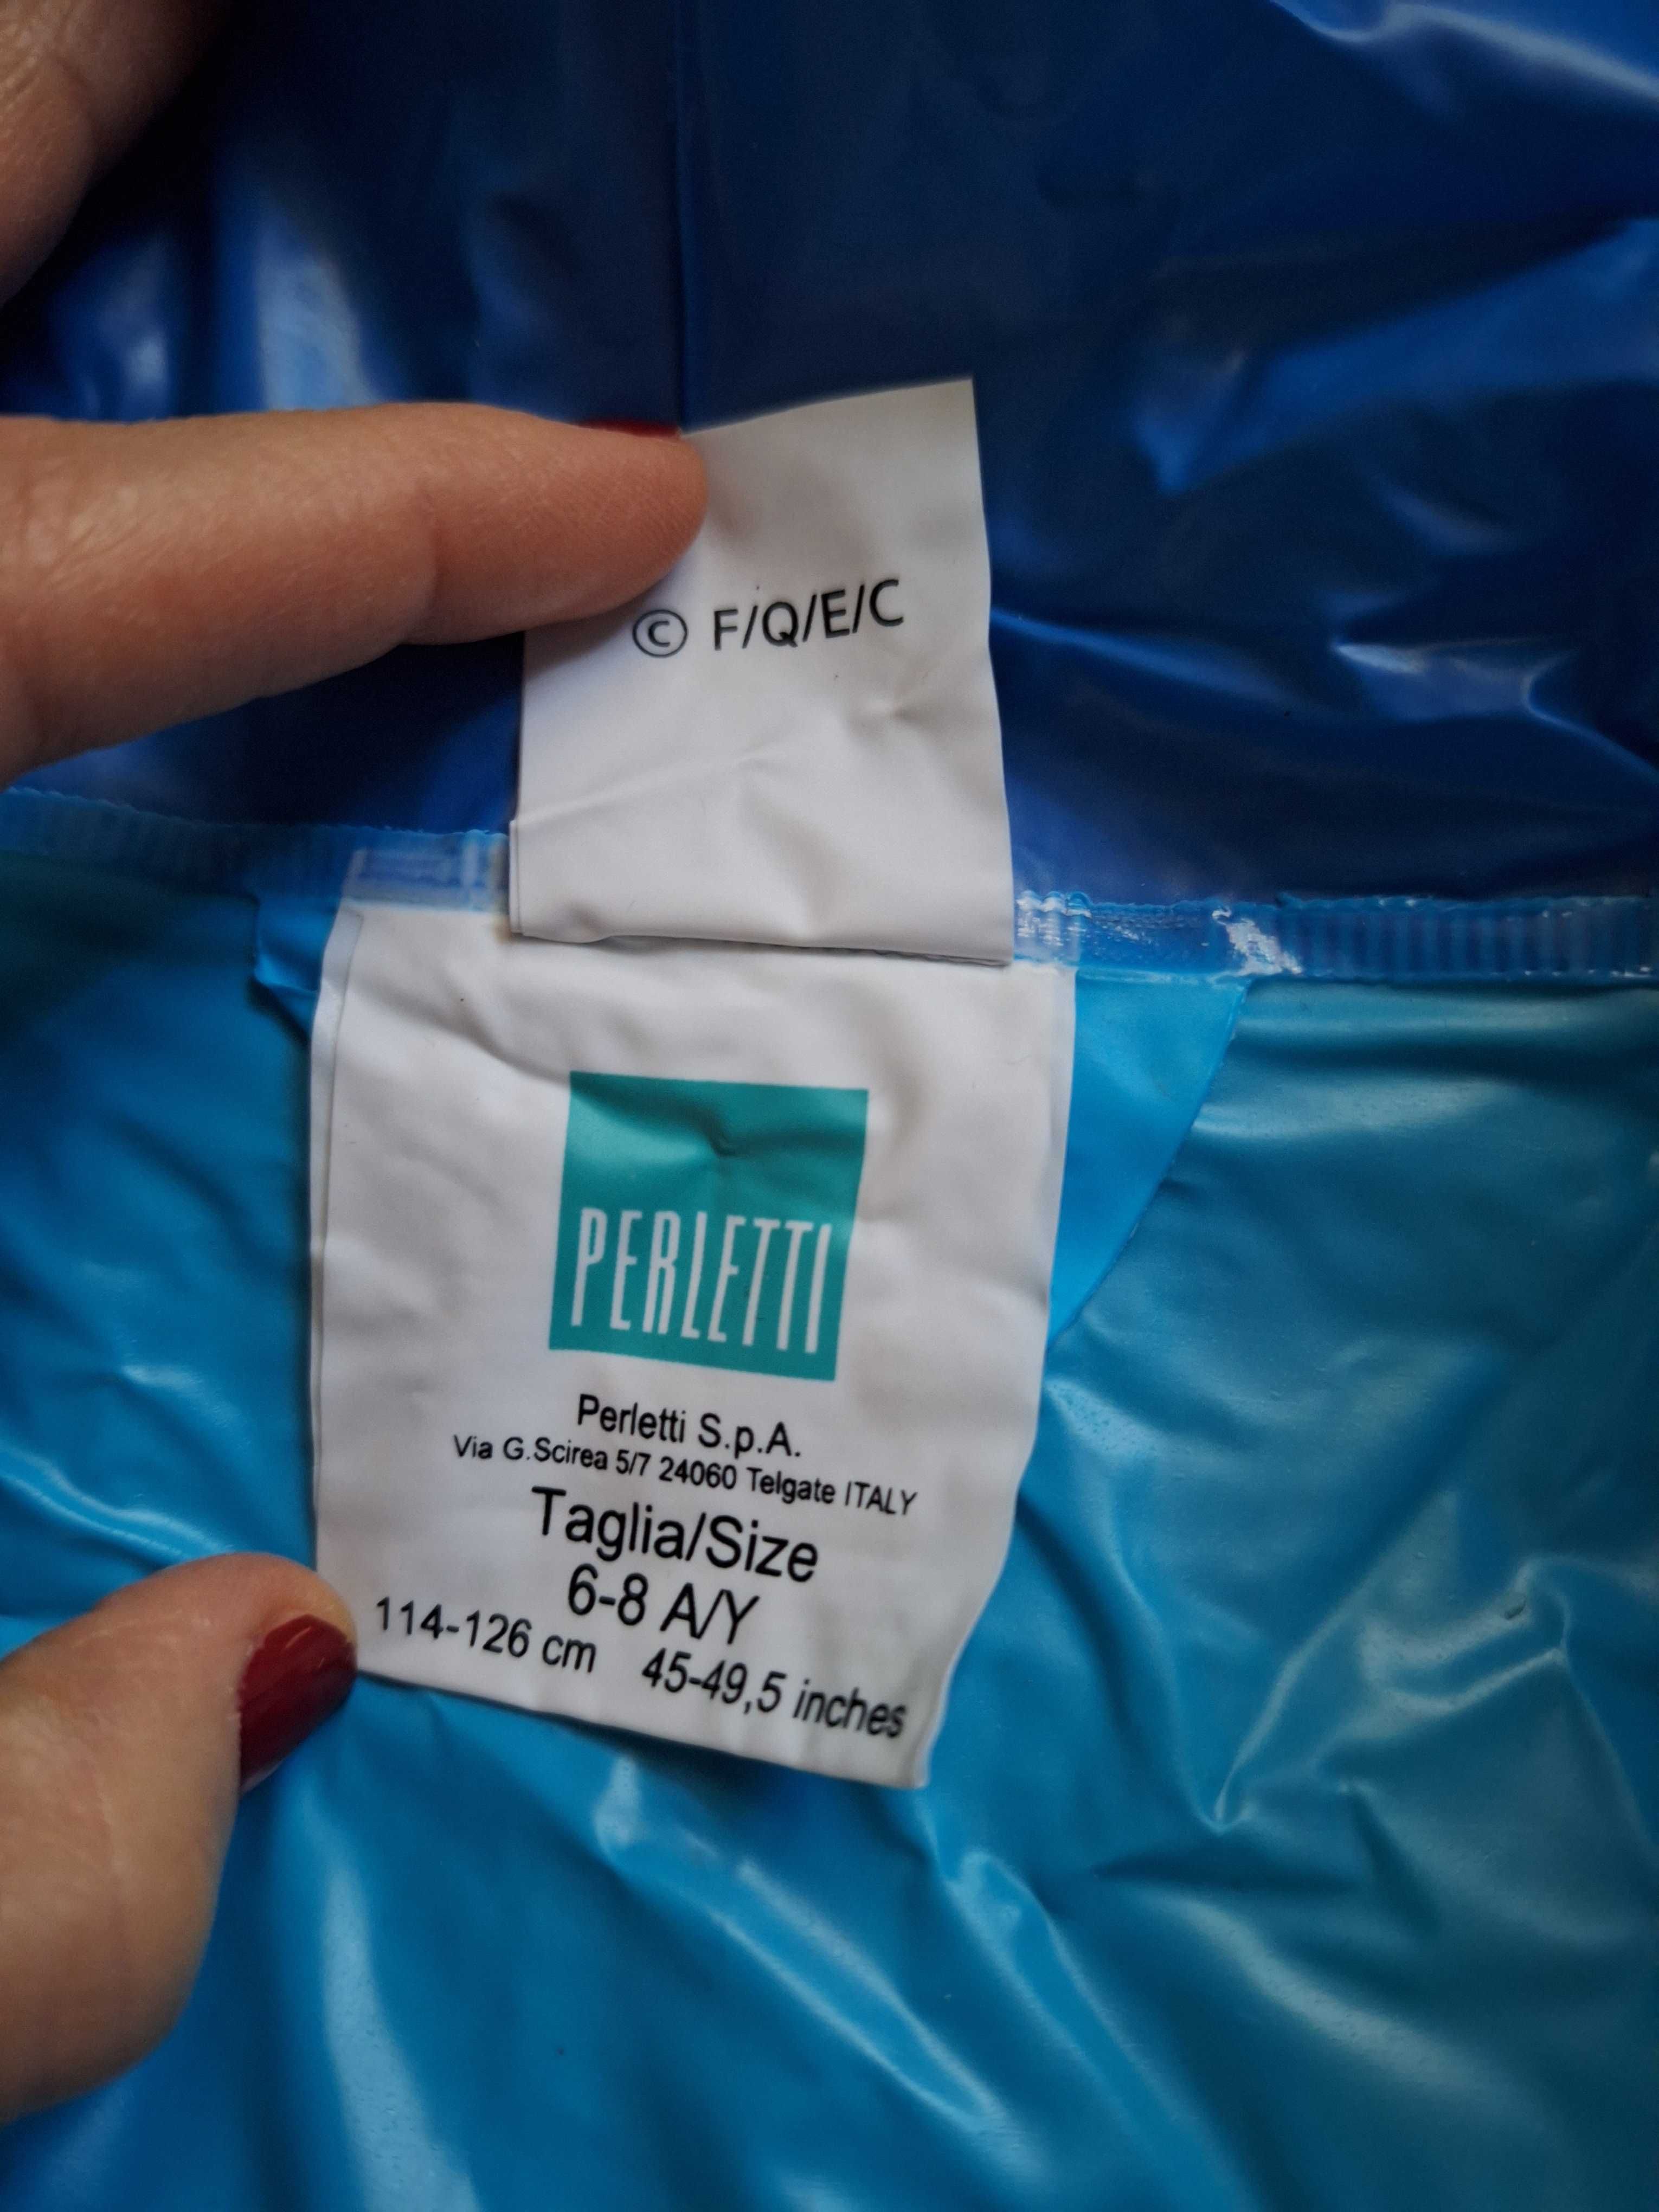 © F/Q/E/C
PERLETTI
Perletti S.p.A.
Via G.Scirea 5/7 24060 Telgate ITALY
Taglia/Size
6-8 A/Y
114-126 cm 45-49,5 inches